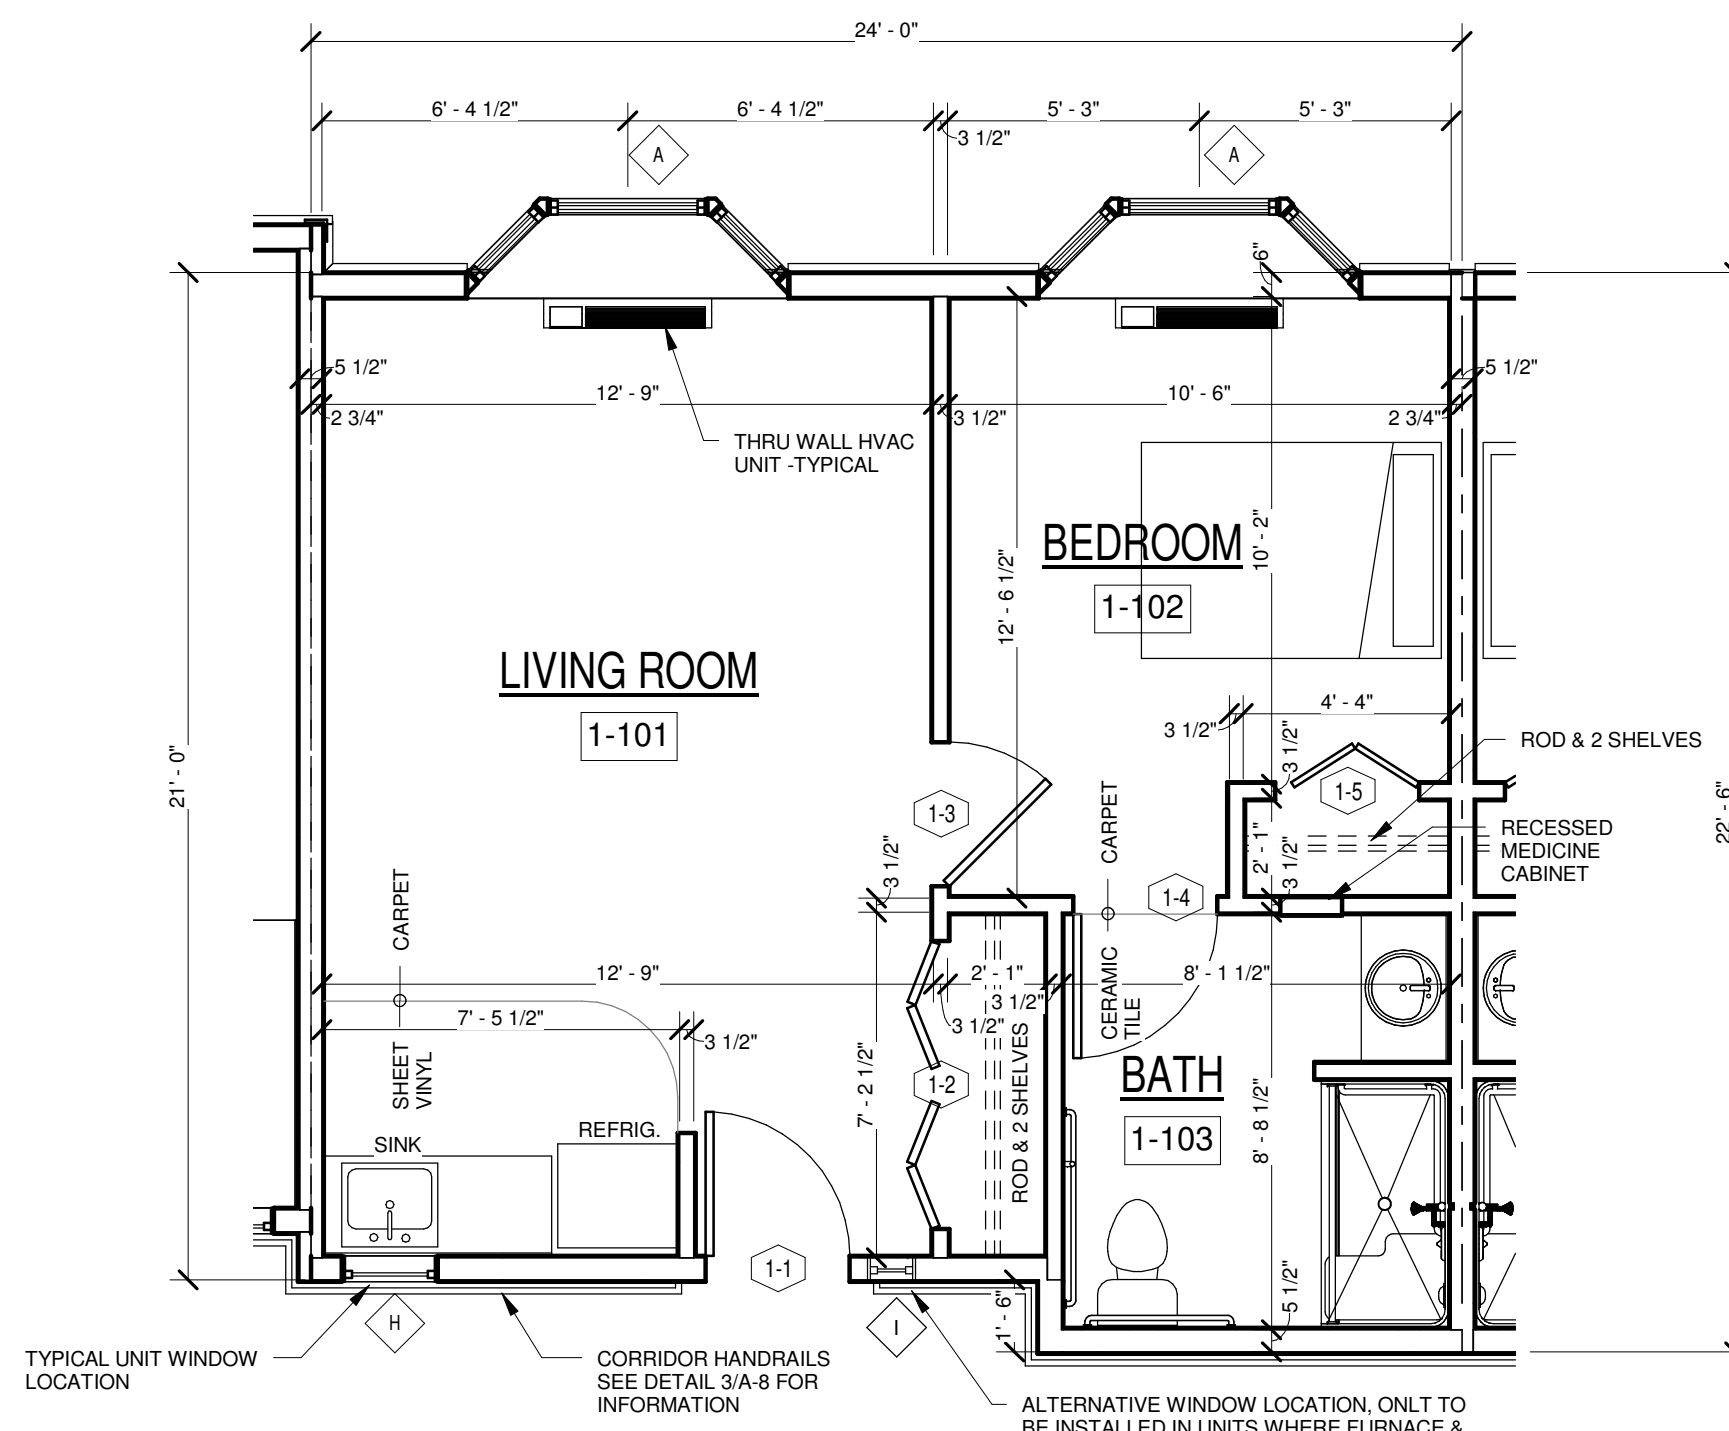 24' - 0"
6' - 4 1/2"
6' - 4 1/2"
3 1/2"
5' - 3"
5' - 3"
A
A
6"
5 1/2"
12' - 9"
10' - 6"
5 1/2"
2 3/4"
3 1/2"
2 3/4"
THRU WALL HVAC
UNIT -TYPICAL
BEDROOM
1-102
10' - 2"
12' - 6 1/2"
LIVING ROOM
1-101
21' - 0"
22' - 6"
4' - 4"
3 1/2"
3 1/2"
ROD & 2 SHELVES
1-5
1-3
CARPET
2' - 1"
3 1/2"
RECESSED
MEDICINE
CABINET
3 1/2"
1-4
CARPET
12' - 9"
2' - 1"
3 1/2"
8' - 1 1/2"
CERAMIC
TILE
7' - 5 1/2"
3 1/2"
3 1/2"
SHEET
VINYL
7' - 2 1/2"
1-2
ROD & 2 SHELVES
BATH
1-103
8' - 8 1/2"
SINK
REFRIG.
1-1
5 1/2"
1' - 6"
H
I
TYPICAL UNIT WINDOW
LOCATION
CORRIDOR HANDRAILS
SEE DETAIL 3/A-8 FOR
INFORMATION
ALTERNATIVE WINDOW LOCATION, ONLT TO
BE INSTALLED IN UNITS WHERE FURNACE &